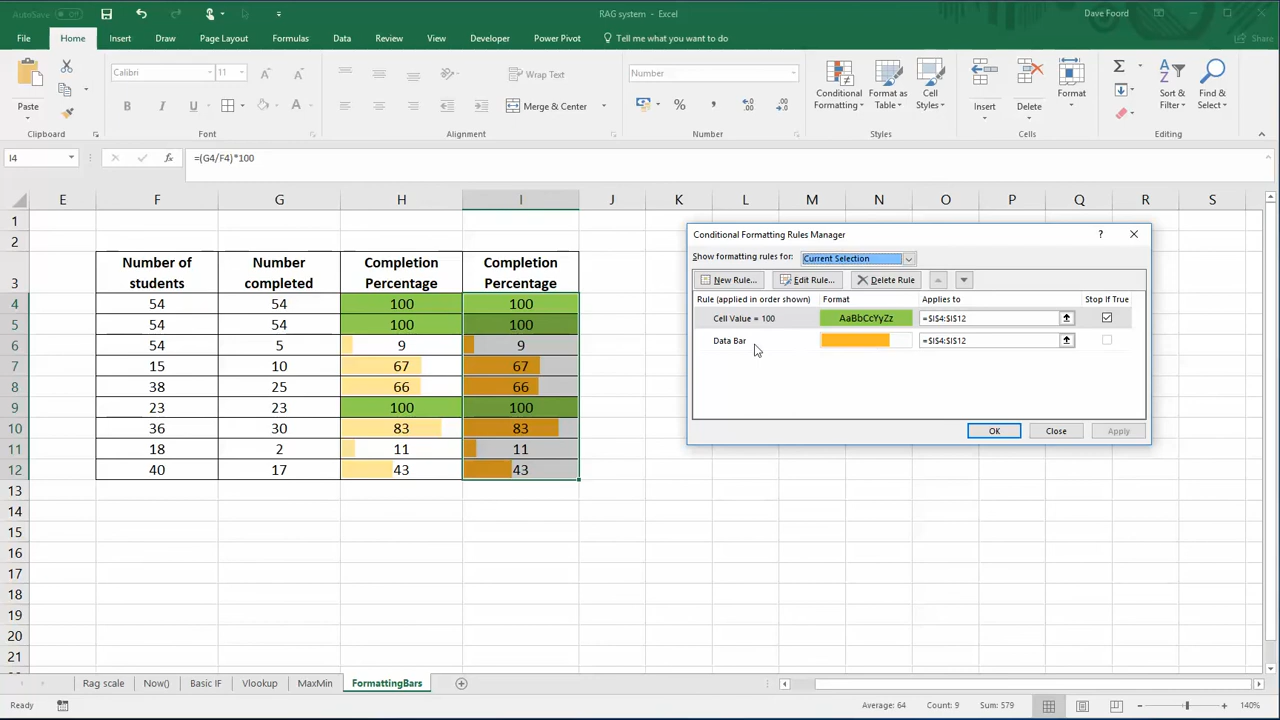 AutoSave Off RAG system - Excel Dave Foord
File Home Insert Draw Page Layout Formulas Data Review View Developer Power Pivot Tell me what you want to do Share
Paste Calibri 11 Wrap Text Number Conditional Formatting Format as Table Cell Styles Insert Delete Format Sort & Filter Find & Select
B I U A Merge & Center % ,
Clipboard Font Alignment Number Styles Cells Editing
I4 fx =(G4/F4)*100
E F G H I J K L M N O P Q R S
1
2
3 Number of students Number completed Completion Percentage Completion Percentage
4 54 54 100 100
5 54 54 100 100
6 54 5 9 9
7 15 10 67 67
8 38 25 66 66
9 23 23 100 100
10 36 30 83 83
11 18 2 11 11
12 40 17 43 43
13
14
15
16
17
18
19
20
21
Conditional Formatting Rules Manager ?
Show formatting rules for: Current Selection
New Rule... Edit Rule... Delete Rule
Rule (applied in order shown) Format Applies to Stop If True
Cell Value = 100 AaBbCcYyZz =$I$4:$I$12
Data Bar =$I$4:$I$12
OK Close Apply
Rag scale Now() Basic IF Vlookup MaxMin FormattingBars
Ready Average: 64 Count: 9 Sum: 579 140%